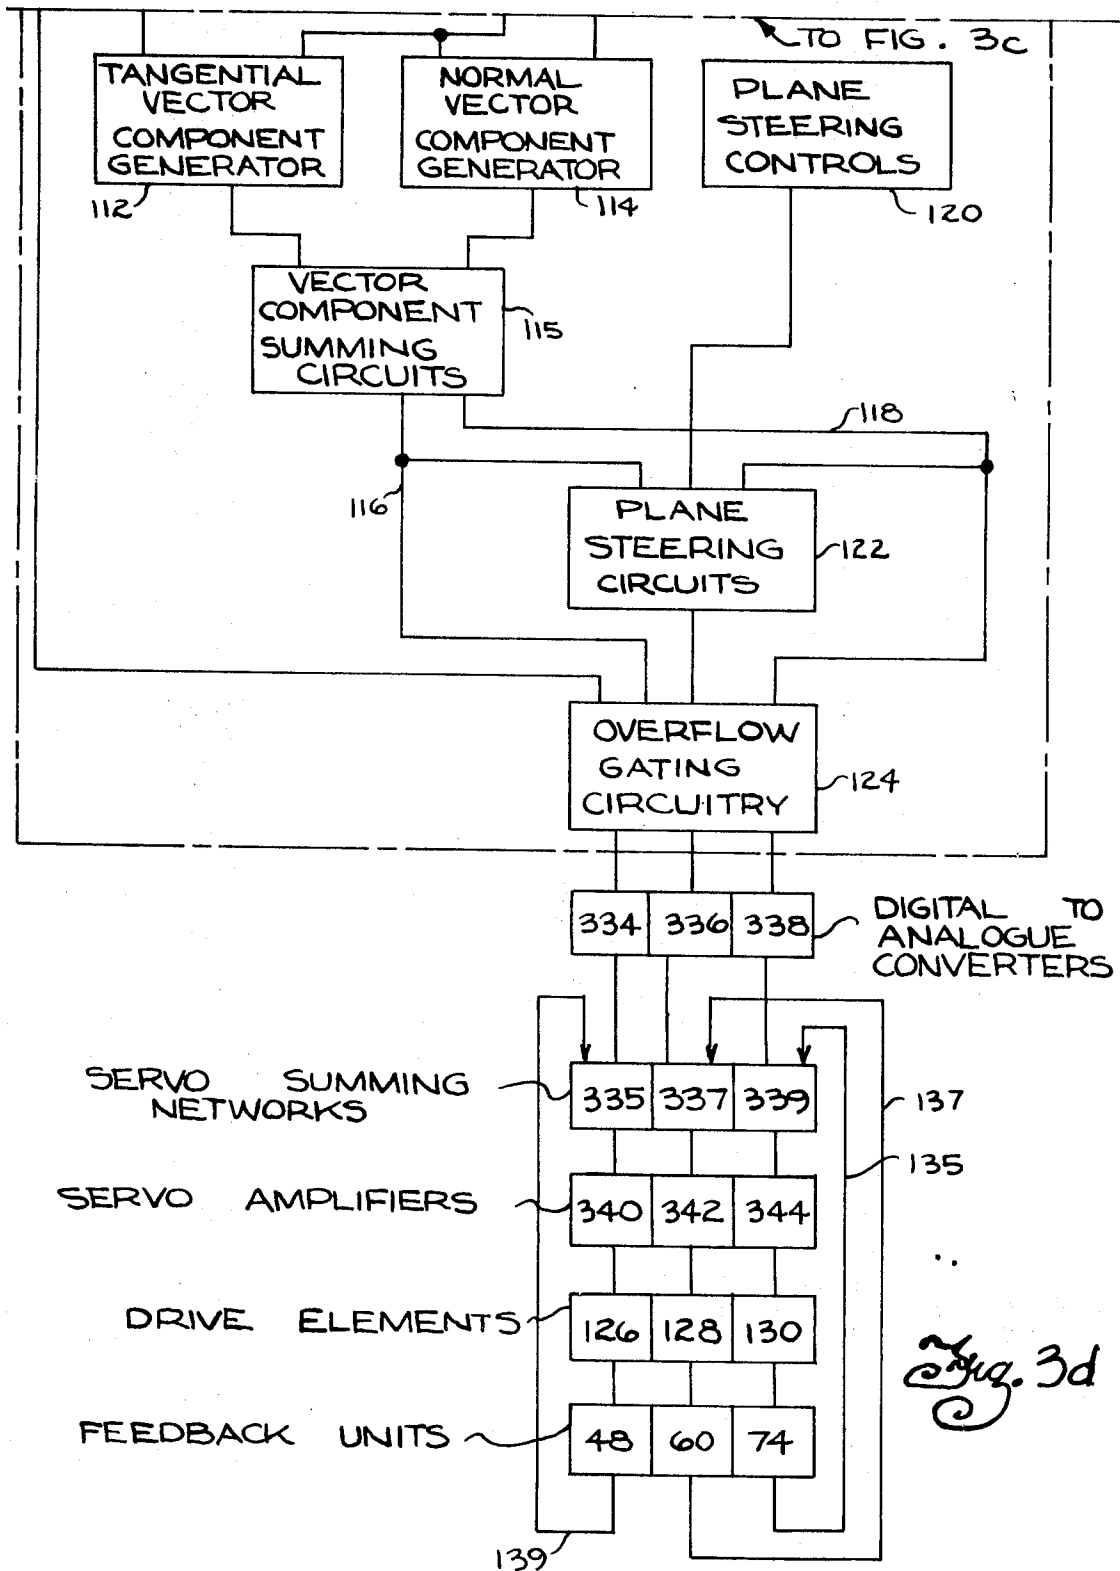 TO FIG. 3c
TANGENTIAL
VECTOR
COMPONENT
GENERATOR
112
NORMAL
VECTOR
COMPONENT
GENERATOR
114
PLANE
STEERING
CONTROLS
120
VECTOR
COMPONENT
SUMMING
CIRCUITS
115
118
116
PLANE
STEERING
CIRCUITS
122
OVERFLOW
GATING
CIRCUITRY
124
334 336 338
DIGITAL TO
ANALOGUE
CONVERTERS
SERVO SUMMING
NETWORKS
335 337 339
137
135
SERVO AMPLIFIERS
340 342 344
DRIVE ELEMENTS
126 128 130
Fig. 3d
FEEDBACK UNITS
48 60 74
139